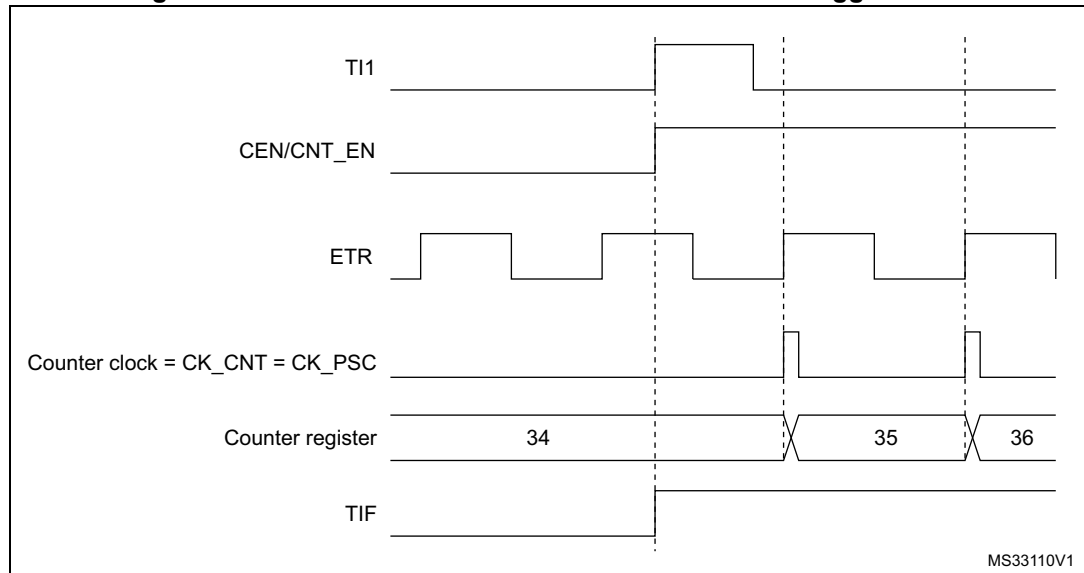 TI1
CEN/CNT_EN
ETR
Counter clock = CK_CNT = CK_PSC
Counter register 34 35 36
TIF
MS33110V1